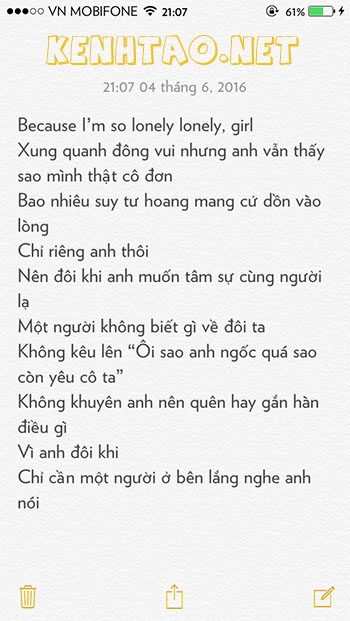 VN MOBIFONE 21:07 61%
KENHTAO.NET
21:07 04 tháng 6, 2016
Because I'm so lonely lonely, girl
Xung quanh đông vui nhưng anh vẫn thấy
sao mình thật cô đơn
Bao nhiêu suy tư hoang mang cứ dồn vào
lòng
Chỉ riêng anh thôi
Nên đôi khi anh muốn tâm sự cùng người
lạ
Một người không biết gì về đôi ta
Không kêu lên “Ôi sao anh ngốc quá sao
còn yêu cô ta”
Không khuyên anh nên quên hay gắn hàn
điều gì
Vì anh đôi khi
Chỉ cần một người ở bên lắng nghe anh
nói